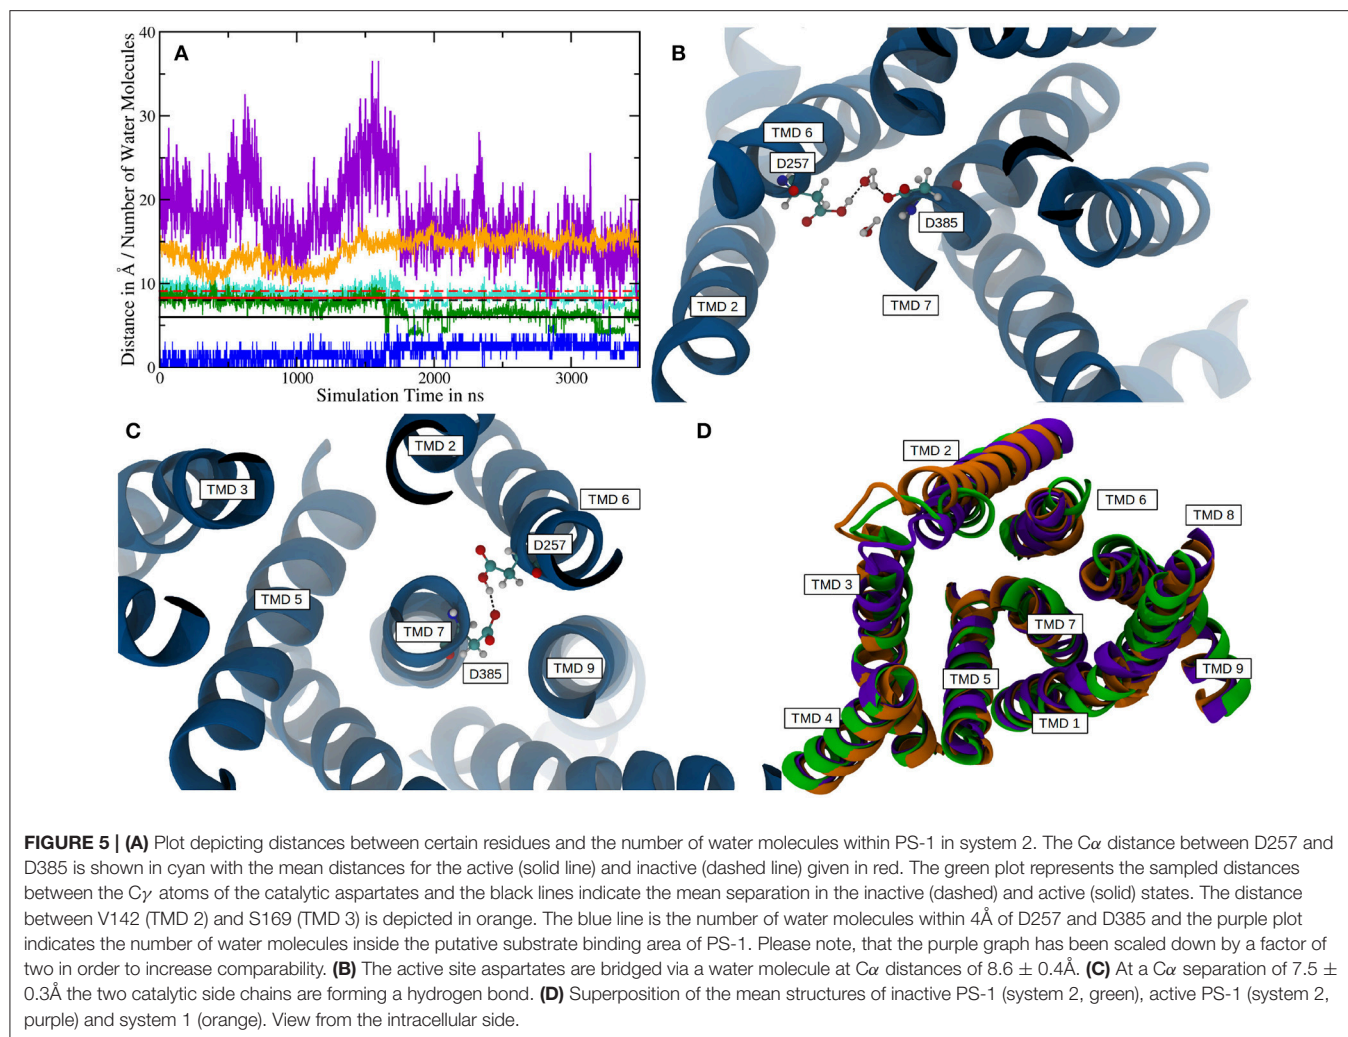 A
40
30
20
10
0
Distance in Å / Number of Water Molecules
0
1000
2000
3000
Simulation Time in ns
B
TMD 6
D257
D385
TMD 2
TMD 7
C
TMD 2
TMD 3
TMD 6
D257
TMD 5
TMD 7
TMD 9
D385
D
TMD 2
TMD 6
TMD 8
TMD 3
TMD 7
TMD 9
TMD 5
TMD 4
TMD 1
FIGURE 5 | (A) Plot depicting distances between certain residues and the number of water molecules within PS-1 in system 2. The Cα distance between D257 and
D385 is shown in cyan with the mean distances for the active (solid line) and inactive (dashed line) given in red. The green plot represents the sampled distances
between the Cγ atoms of the catalytic aspartates and the black lines indicate the mean separation in the inactive (dashed) and active (solid) states. The distance
between V142 (TMD 2) and S169 (TMD 3) is depicted in orange. The blue line is the number of water molecules within 4Å of D257 and D385 and the purple plot
indicates the number of water molecules inside the putative substrate binding area of PS-1. Please note, that the purple graph has been scaled down by a factor of
two in order to increase comparability. (B) The active site aspartates are bridged via a water molecule at Cα distances of 8.6 ± 0.4Å. (C) At a Cα separation of 7.5 ±
0.3Å the two catalytic side chains are forming a hydrogen bond. (D) Superposition of the mean structures of inactive PS-1 (system 2, green), active PS-1 (system 2,
purple) and system 1 (orange). View from the intracellular side.